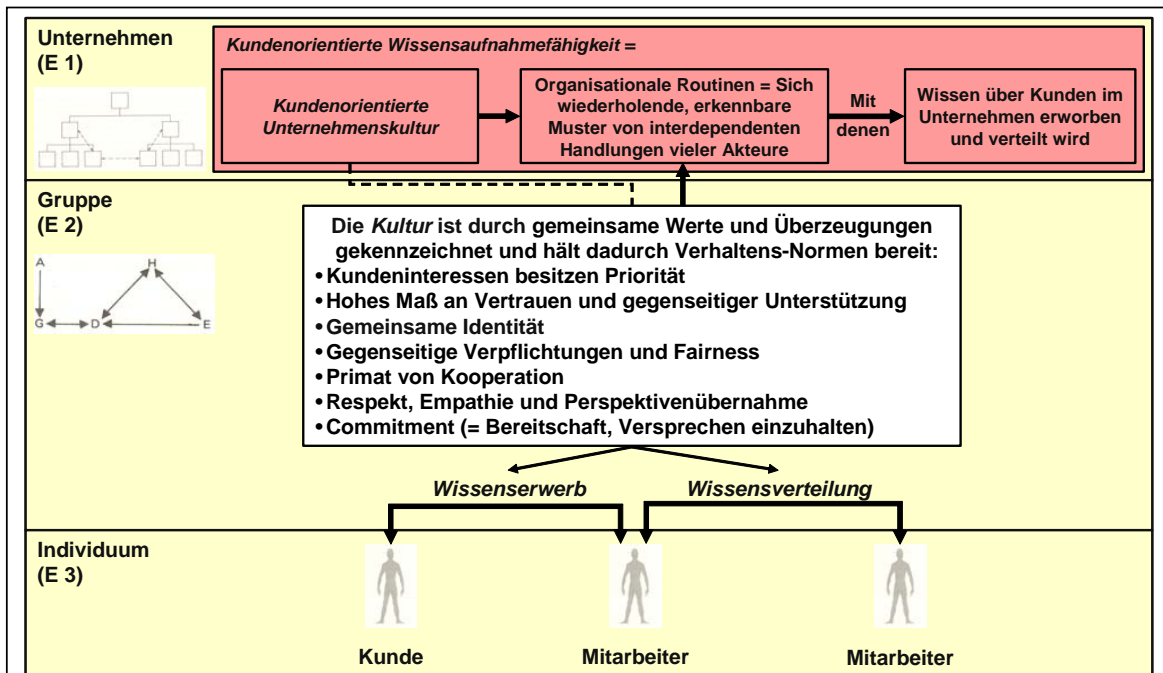 Unternehmen
(E 1)
Kundenorientierte Wissensaufnahmefähigkeit =
Kundenorientierte
Unternehmenskultur
Organisationale Routinen = Sich
wiederholende, erkennbare
Muster von interdependenten
Handlungen vieler Akteure
Mit
denen
Wissen über Kunden im
Unternehmen erworben
und verteilt wird
Gruppe
(E 2)
A
H
G
D
E
Die Kultur ist durch gemeinsame Werte und Überzeugungen
gekennzeichnet und hält dadurch Verhaltens-Normen bereit:
•Kundeninteressen besitzen Priorität
•Hohes Maß an Vertrauen und gegenseitiger Unterstützung
•Gemeinsame Identität
•Gegenseitige Verpflichtungen und Fairness
•Primat von Kooperation
•Respekt, Empathie und Perspektivenübernahme
•Commitment (= Bereitschaft, Versprechen einzuhalten)
Wissenserwerb
Wissensverteilung
Individuum
(E 3)
Kunde
Mitarbeiter
Mitarbeiter